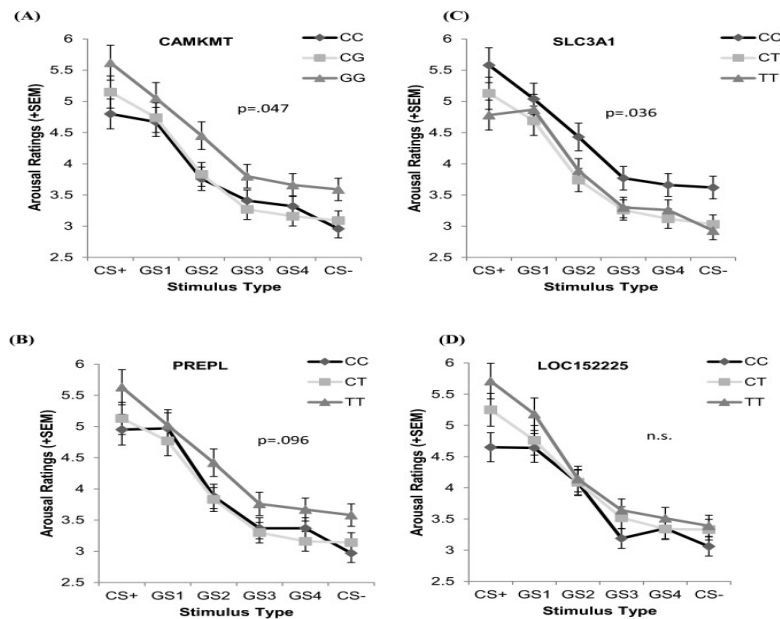 (A)
CAMKMT
CC
CG
GG
p=.047
Arousal Ratings (+SEM)
6
5.5
5
4.5
4
3.5
3
2.5
CS+ GS1 GS2 GS3 GS4 CS-
Stimulus Type
(C)
SLC3A1
CC
CT
TT
p=.036
Arousal Ratings (+SEM)
6
5.5
5
4.5
4
3.5
3
2.5
CS+ GS1 GS2 GS3 GS4 CS-
Stimulus Type
(B)
PREPL
CC
CT
TT
p=.096
Arousal Ratings (+SEM)
6
5.5
5
4.5
4
3.5
3
2.5
CS+ GS1 GS2 GS3 GS4 CS-
Stimulus Type
(D)
LOC152225
CC
CT
TT
n.s.
Arousal Ratings (+SEM)
6
5.5
5
4.5
4
3.5
3
2.5
CS+ GS1 GS2 GS3 GS4 CS-
Stimulus Type